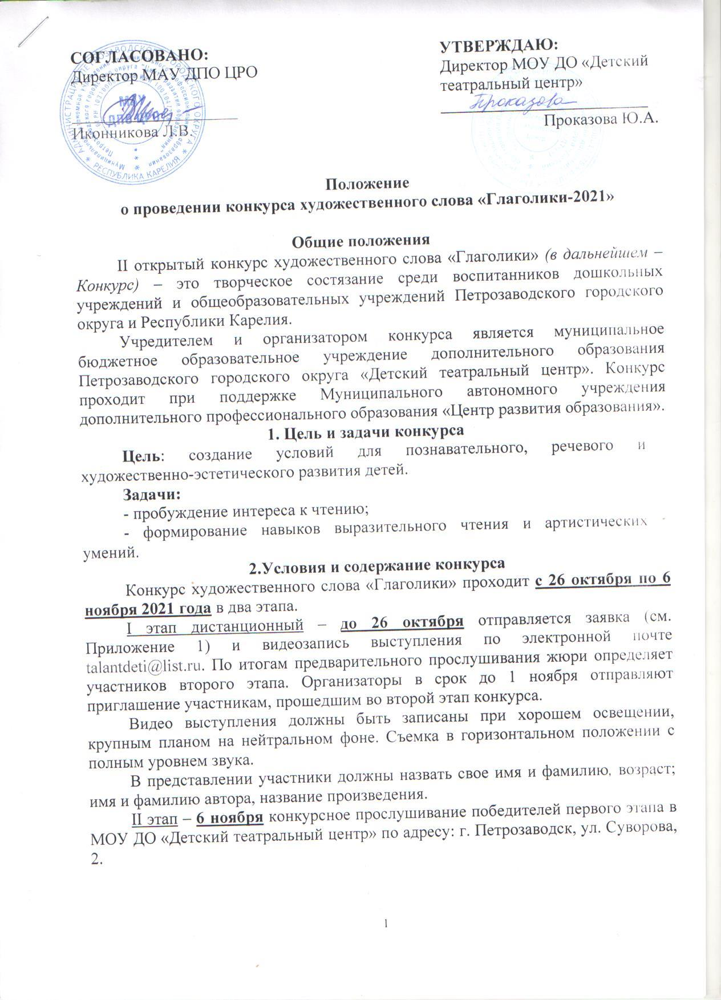 СОГЛАСОВАНО:
Директор МАУ ДПО ЦРО
Иконникова Л.В.
АДМИНИСТРАЦИЯ ПЕТРОЗАВОДСКОГО ГОРОДСКОГО ОКРУГА
РЕСПУБЛИКА КАРЕЛИЯ
МАУ
ДПО ЦРО
УТВЕРЖДАЮ:
Директор МОУ ДО «Детский
театральный центр»
Проказова
Проказова Ю.А.
Положение
о проведении конкурса художественного слова «Глаголики-2021»
Общие положения
II открытый конкурс художественного слова «Глаголики» (в дальнейшем –
Конкурс) – это творческое состязание среди воспитанников дошкольных
учреждений и общеобразовательных учреждений Петрозаводского городского
округа и Республики Карелия.
Учредителем и организатором конкурса является муниципальное
бюджетное образовательное учреждение дополнительного образования
Петрозаводского городского округа «Детский театральный центр». Конкурс
проходит при поддержке Муниципального автономного учреждения
дополнительного профессионального образования «Центр развития образования».
1. Цель и задачи конкурса
Цель: создание условий для познавательного, речевого и
художественно-эстетического развития детей.
Задачи:
- пробуждение интереса к чтению;
- формирование навыков выразительного чтения и артистических
умений.
2.Условия и содержание конкурса
Конкурс художественного слова «Глаголики» проходит с 26 октября по 6
ноября 2021 года в два этапа.
I этап дистанционный – до 26 октября отправляется заявка (см.
Приложение 1) и видеозапись выступления по электронной почте
talantdeti@list.ru. По итогам предварительного прослушивания жюри определяет
участников второго этапа. Организаторы в срок до 1 ноября отправляют
приглашение участникам, прошедшим во второй этап конкурса.
Видео выступления должны быть записаны при хорошем освещении,
крупным планом на нейтральном фоне. Съемка в горизонтальном положении с
полным уровнем звука.
В представлении участники должны назвать свое имя и фамилию, возраст;
имя и фамилию автора, название произведения.
II этап – 6 ноября конкурсное прослушивание победителей первого этапа в
МОУ ДО «Детский театральный центр» по адресу: г. Петрозаводск, ул. Суворова,
2.
1